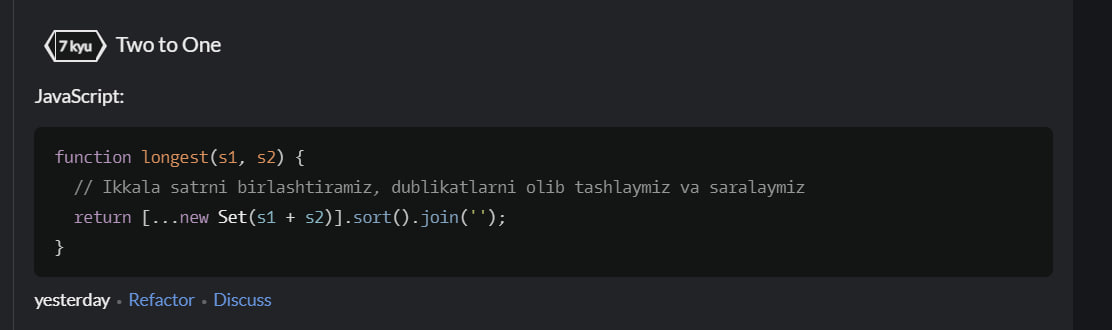 7 kyu Two to One
JavaScript:
function longest(s1, s2) {
  // Ikkala satrni birlashtiramiz, dublikatlarni olib tashlaymiz va saralaymiz
  return [...new Set(s1 + s2)].sort().join('');
}
yesterday • Refactor • Discuss